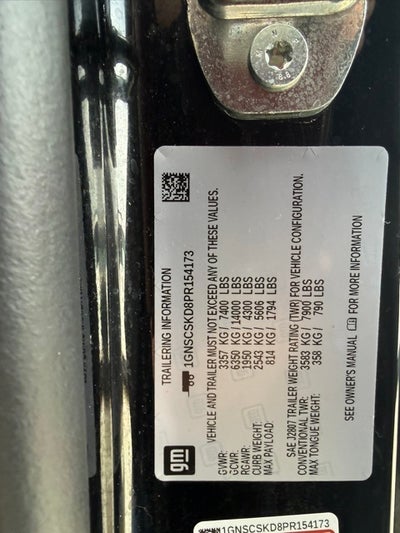 TRAILERING INFORMATION
1GNSCSKD8PR154173
VEHICLE AND TRAILER MUST NOT EXCEED ANY OF THESE VALUES.
GVWR: 3357 KG / 7400 LBS
GCWR: 6350 KG / 14000 LBS
RGAWR: 1950 KG / 4300 LBS
CURB WEIGHT: 2543 KG / 5606 LBS
MAX PAYLOAD: 814 KG / 1794 LBS
SAE J2807 TRAILER WEIGHT RATING (TWR) FOR VEHICLE CONFIGURATION.
CONVENTIONAL TWR: 3583 KG / 7900 LBS
MAX TONGUE WEIGHT: 358 KG / 790 LBS
SEE OWNER'S MANUAL FOR MORE INFORMATION
gm
8.8
1GNSCSKD8PR154173